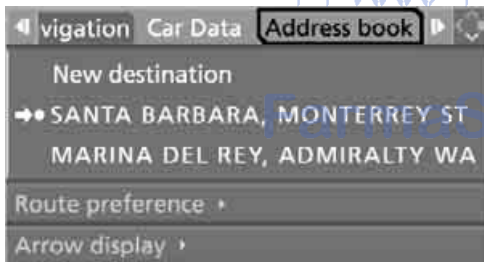 vigation Car Data Address book
New destination
SANTA BARBARA, MONTERREY ST
MARINA DEL REY, ADMIRALTY WA
Route preference
Arrow display